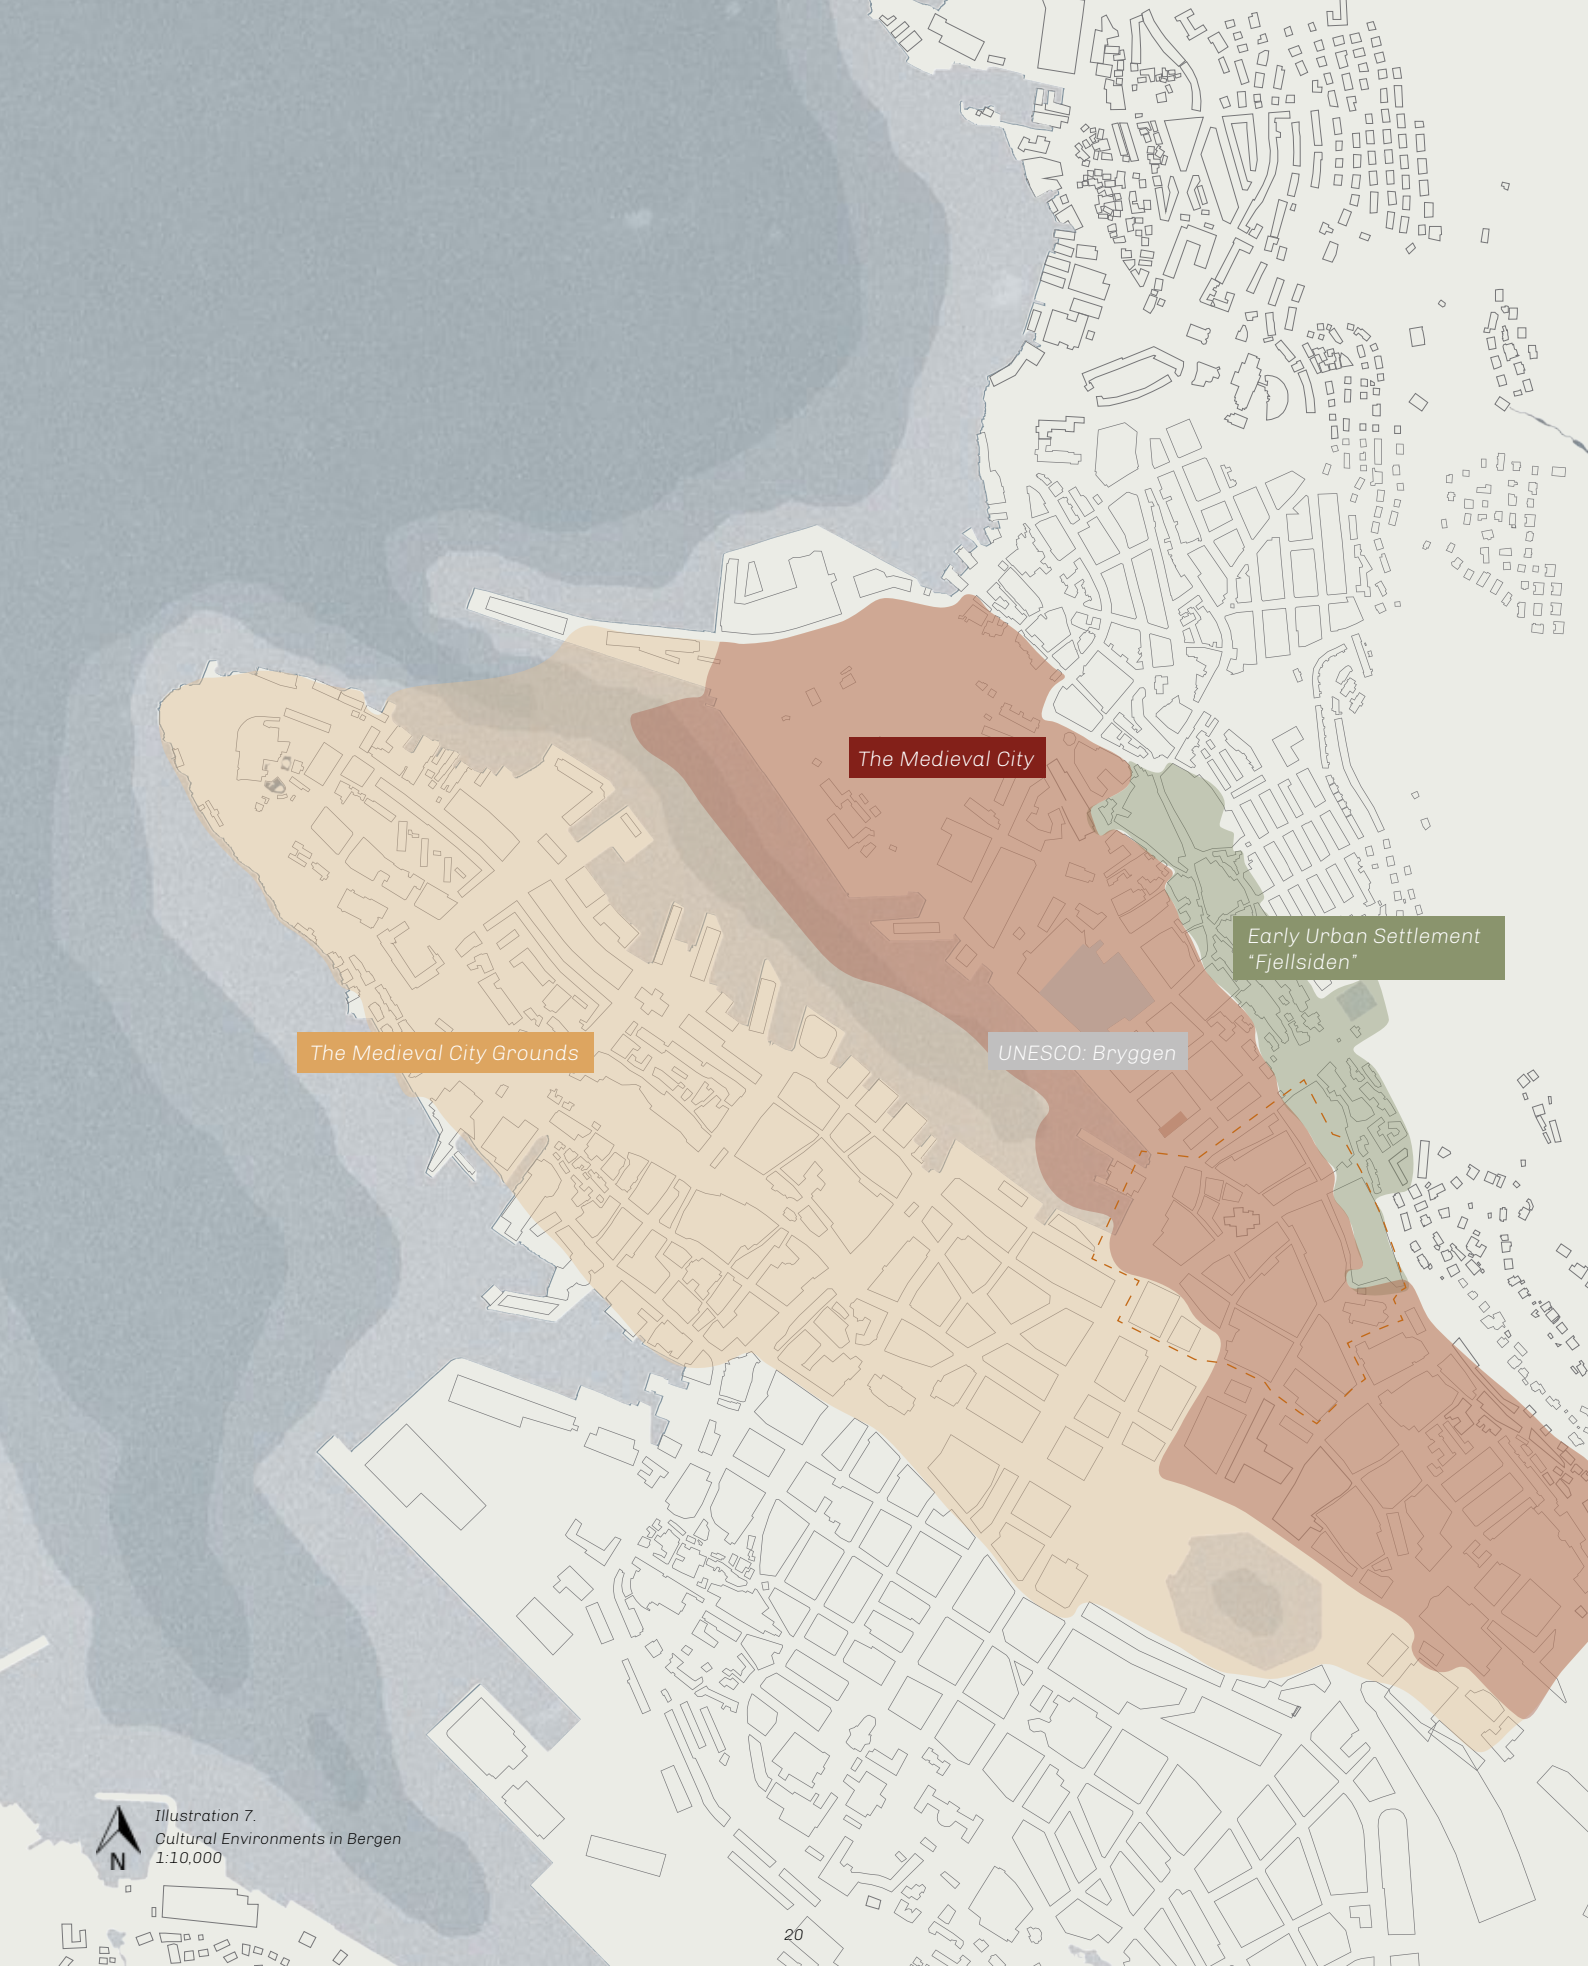 The Medieval City
Early Urban Settlement
“Fjellsiden”
The Medieval City Grounds
UNESCO: Bryggen
Illustration 7.
Cultural Environments in Bergen
1:10,000
N
20